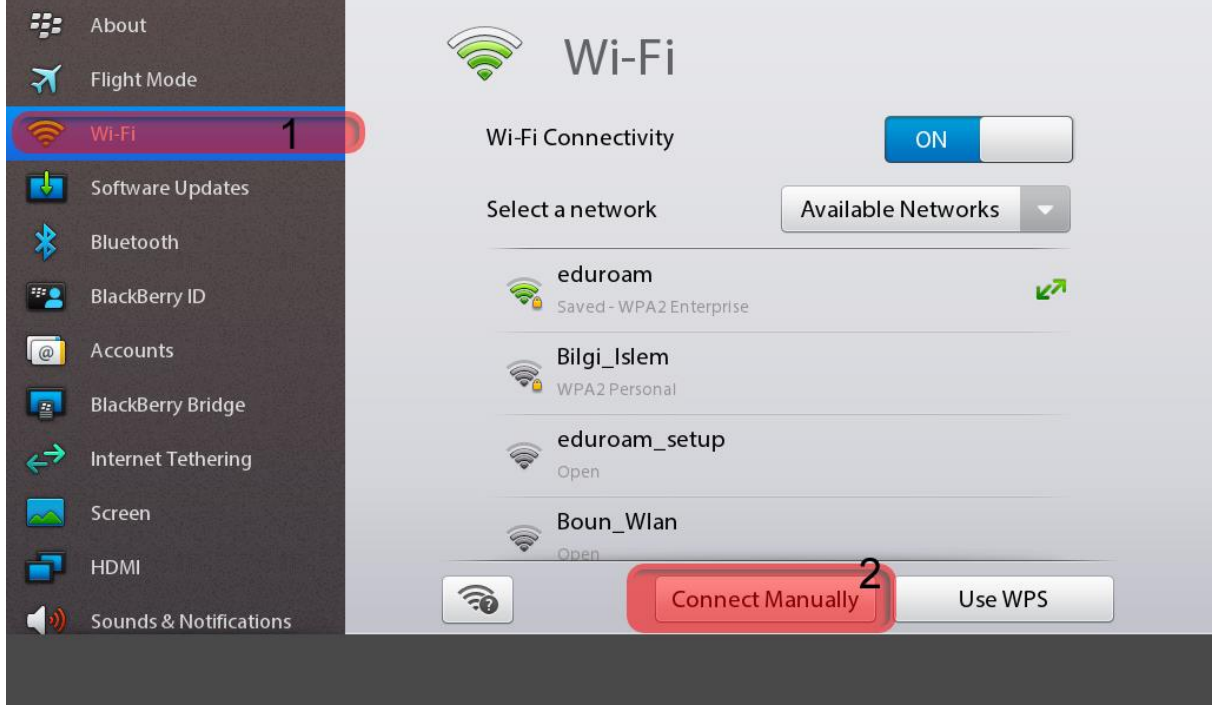 About
Flight Mode
Wi-Fi 1
Software Updates
Bluetooth
BlackBerry ID
Accounts
BlackBerry Bridge
Internet Tethering
Screen
HDMI
Sounds & Notifications
Wi-Fi
Wi-Fi Connectivity ON
Select a network Available Networks
eduroam
Saved - WPA2 Enterprise
Bilgi_Islem
WPA2 Personal
eduroam_setup
Open
Boun_Wlan
Open
Connect Manually 2 Use WPS